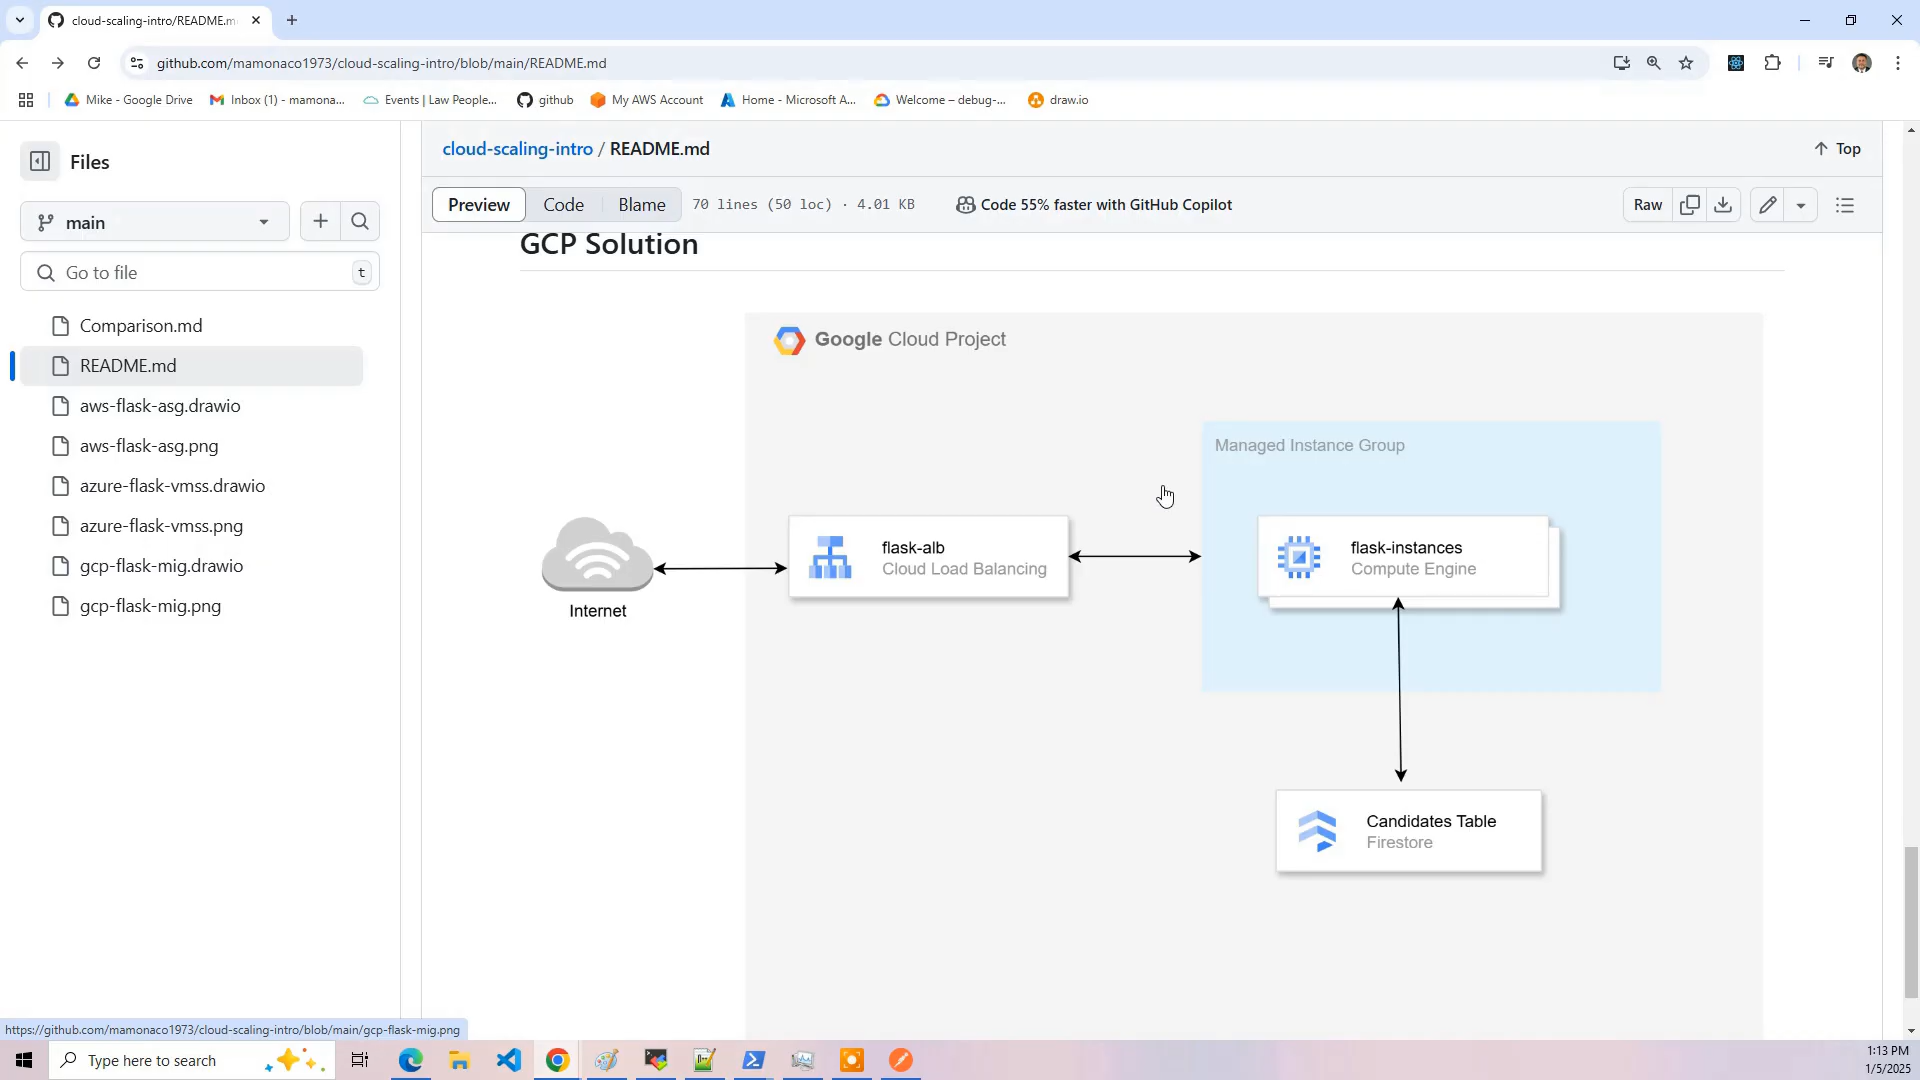 cloud-scaling-intro/README.m
github.com/mamonaco1973/cloud-scaling-intro/blob/main/README.md
Mike - Google Drive
Inbox (1) - mamona...
Events | Law People...
github
My AWS Account
Home - Microsoft A...
Welcome – debug-...
draw.io
Files
main
Go to file
t
Comparison.md
README.md
aws-flask-asg.drawio
aws-flask-asg.png
azure-flask-vmss.drawio
azure-flask-vmss.png
gcp-flask-mig.drawio
gcp-flask-mig.png
cloud-scaling-intro / README.md
Top
Preview
Code
Blame
70 lines (50 loc) · 4.01 KB
Code 55% faster with GitHub Copilot
Raw
GCP Solution
Google Cloud Project
Managed Instance Group
flask-alb
Cloud Load Balancing
flask-instances
Compute Engine
Internet
Candidates Table
Firestore
https://github.com/mamonaco1973/cloud-scaling-intro/blob/main/gcp-flask-mig.png
Type here to search
1:13 PM
1/5/2025